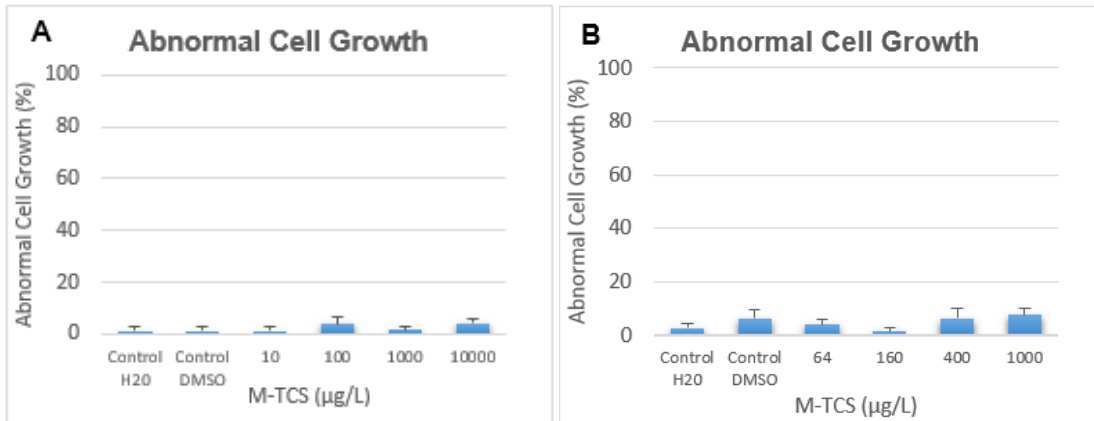 A
Abnormal Cell Growth
Abnormal Cell Growth (%)
100
80
60
40
20
0
Control H20
Control DMSO
10
100
1000
10000
M-TCS (µg/L)
B
Abnormal Cell Growth
Abnormal Cell Growth (%)
100
80
60
40
20
0
Control H20
Control DMSO
64
160
400
1000
M-TCS (µg/L)